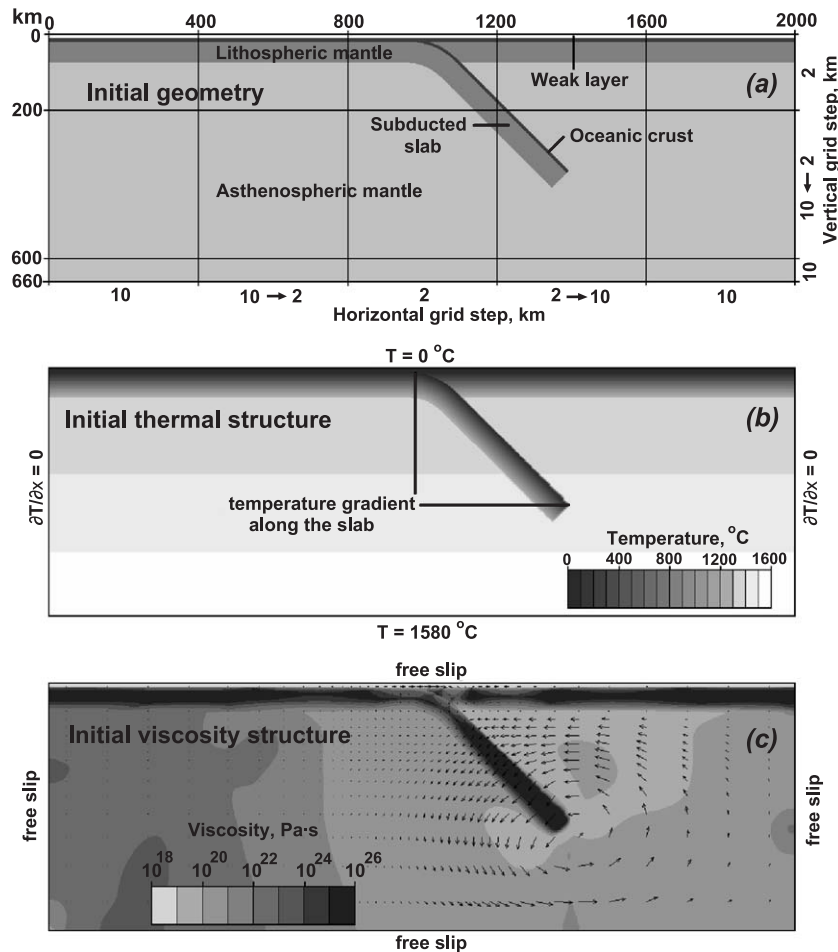 km 0 400 800 1200 1600 2000
0
Lithospheric mantle
Weak layer
(a)
Initial geometry
200
Subducted
slab
Oceanic crust
Asthenospheric mantle
600
660
10 10 → 2 2 2 → 10 10
Horizontal grid step, km
2 10 ← 2 10
Vertical grid step, km
T = 0 °C
Initial thermal structure
(b)
∂T/∂x = 0
∂T/∂x = 0
temperature gradient
along the slab
Temperature, °C
0 400 800 1200 1600
T = 1580 °C
free slip
Initial viscosity structure
(c)
free slip
free slip
Viscosity, Pa·s
10^18 10^20 10^22 10^24 10^26
free slip